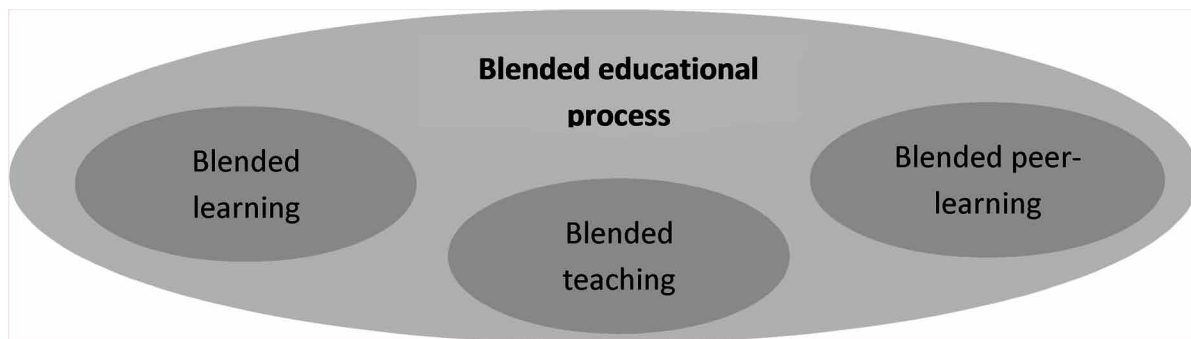 Blended educational
process
Blended
learning
Blended
teaching
Blended peer-
learning